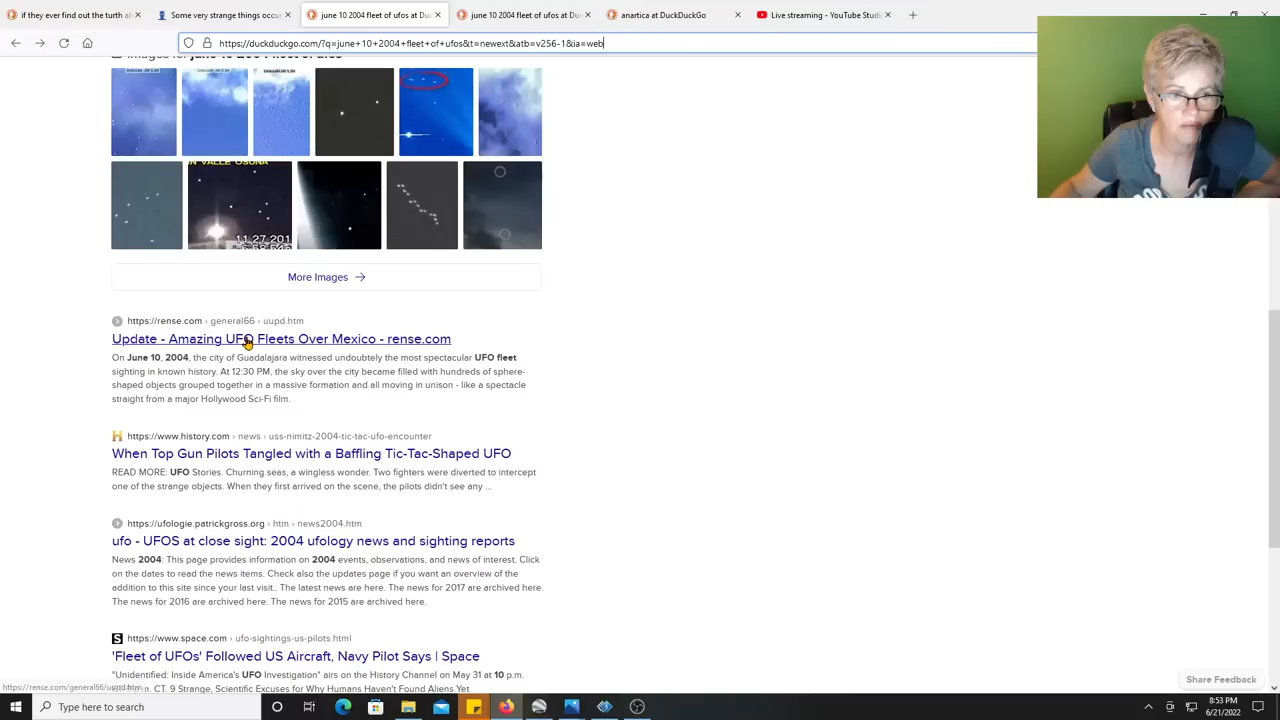 if they ever find out the truth al
Studio
june 10 2004 fleet of ufos at Duc
june 10 2004 fleet of ufos at Du
anartica at DuckDuckGo
Live streaming - YouTube Studi
https://duckduckgo.com/?q=june+10+2004+fleet+of+ufos&t=newext&atb=v256-1&ia=web
Images for june 10 2004 fleet of ufos
N VALLE OSUNA
11.27.201
6:58:54
More Images →
https://rense.com › general66 › uupd.htm
Update - Amazing UFO Fleets Over Mexico - rense.com
On June 10, 2004, the city of Guadalajara witnessed undoubtely the most spectacular UFO fleet
sighting in known history. At 12:30 PM, the sky over the city became filled with hundreds of sphere-
shaped objects grouped together in a massive formation and all moving in unison - like a spectacle
straight from a major Hollywood Sci-Fi film.
https://www.history.com › news › uss-nimitz-2004-tic-tac-ufo-encounter
When Top Gun Pilots Tangled with a Baffling Tic-Tac-Shaped UFO
READ MORE: UFO Stories. Churning seas, a wingless wonder. Two fighters were diverted to intercept
one of the strange objects. When they first arrived on the scene, the pilots didn't see any ...
https://ufologie.patrickgross.org › htm › news2004.htm
ufo - UFOS at close sight: 2004 ufology news and sighting reports
News 2004: This page provides information on 2004 events, observations, and news of interest. Click
on the dates to read the news items. Check also the updates page if you want an overview of the
addition to this site since your last visit.. The latest news are here. The news for 2017 are archived here.
The news for 2016 are archived here. The news for 2015 are archived here.
https://www.space.com › ufo-sightings-us-pilots.html
'Fleet of UFOs' Followed US Aircraft, Navy Pilot Says | Space
"Unidentified: Inside America's UFO Investigation" airs on the History Channel on May 31 at 10 p.m.
CT. 9 Strange, Scientific Excuses for Why Humans Haven't Found Aliens Yet
https://rense.com/general66/uupd.htm
Share Feedback
Type here to search
8:53 PM
6/21/2022